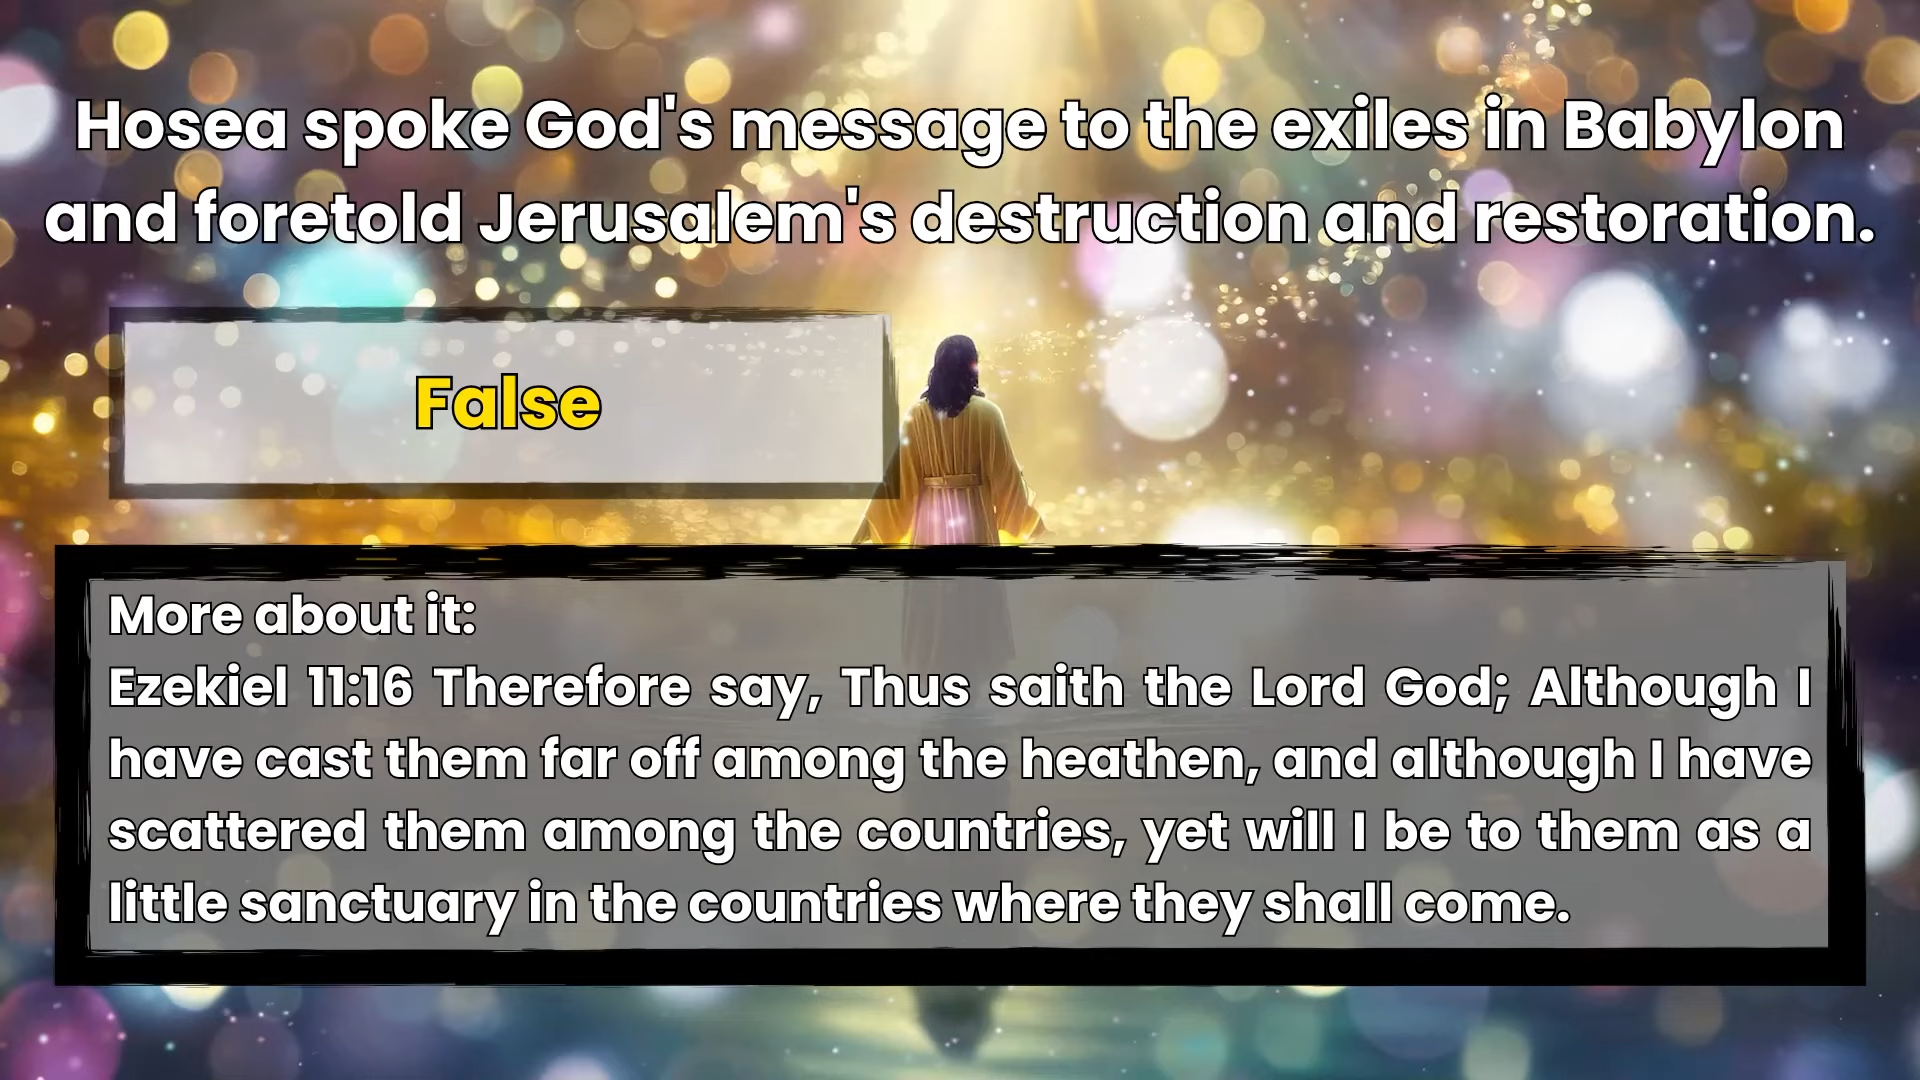 Hosea spoke God's message to the exiles in Babylon
and foretold Jerusalem's destruction and restoration.
False
More about it:
Ezekiel 11:16 Therefore say, Thus saith the Lord God; Although I
have cast them far off among the heathen, and although I have
scattered them among the countries, yet will I be to them as a
little sanctuary in the countries where they shall come.